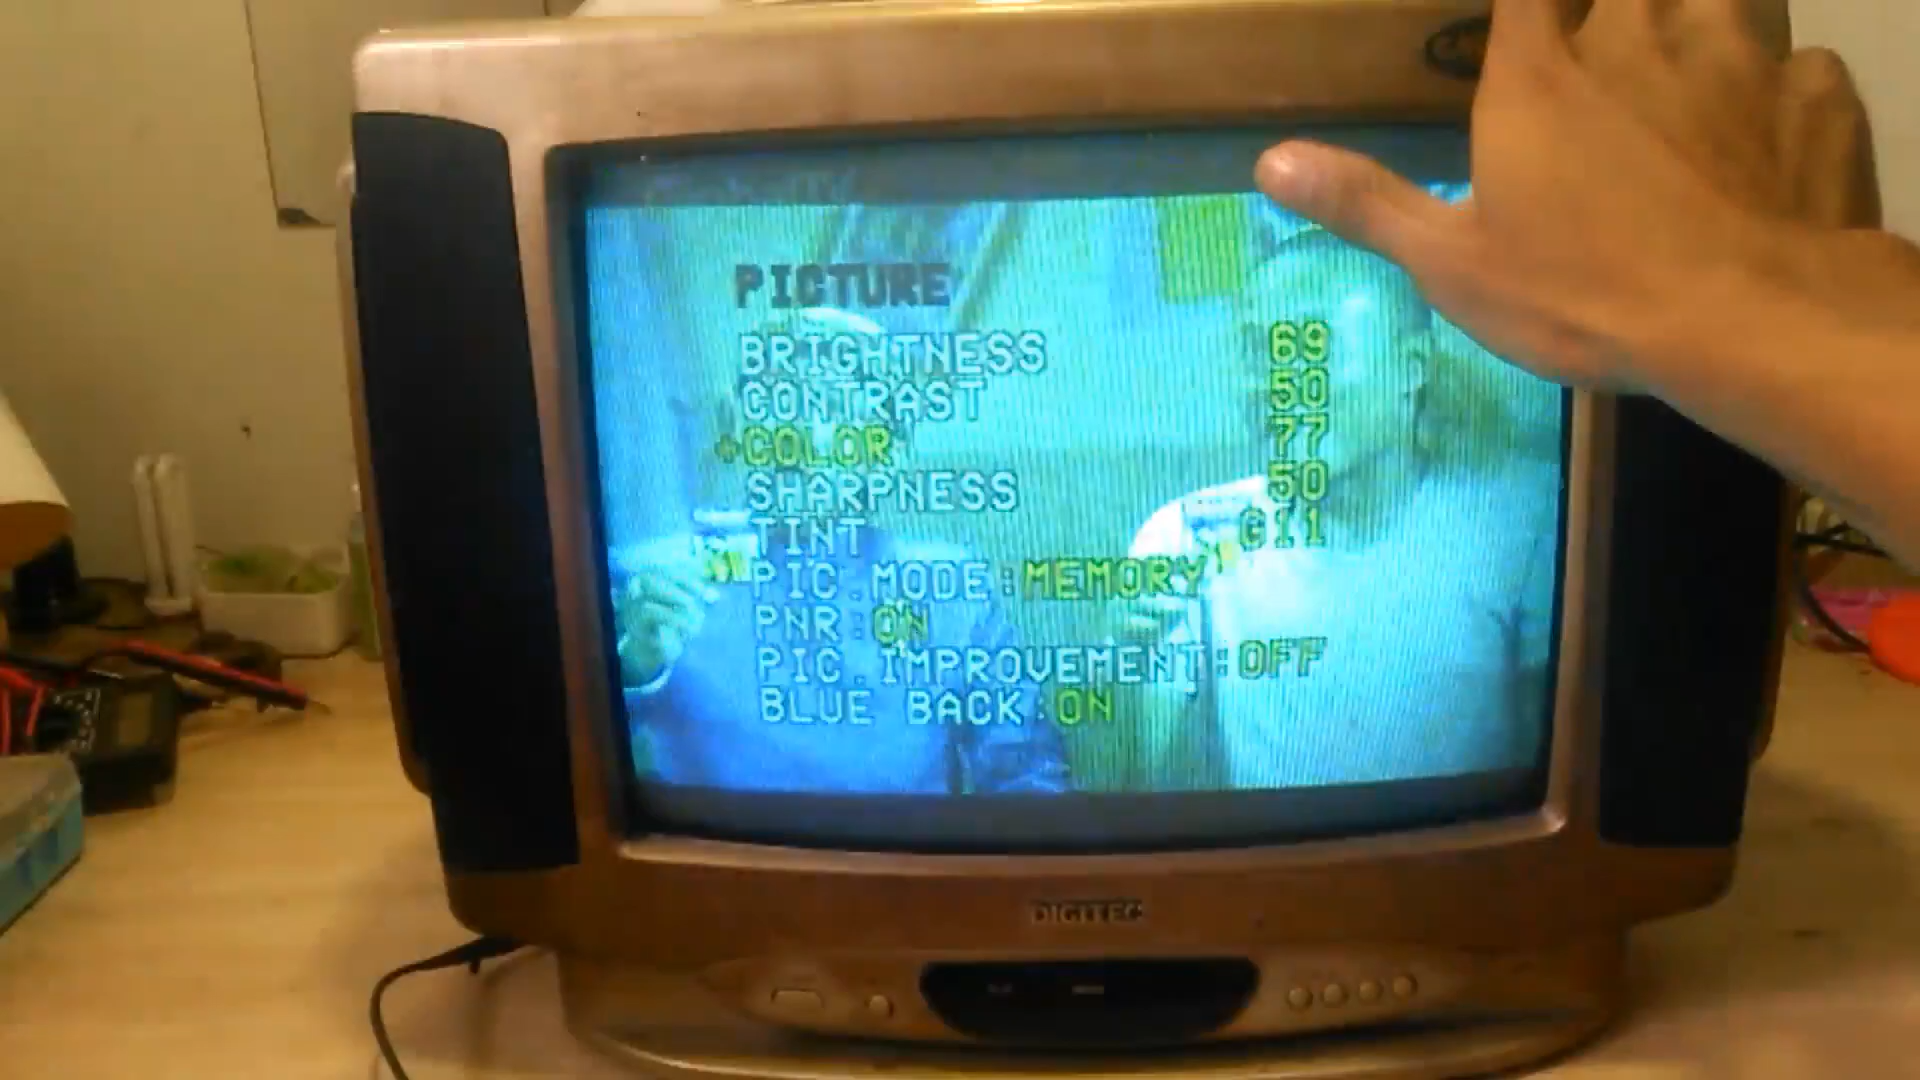 PICTURE
BRIGHTNESS 69
CONTRAST 50
COLOR 77
SHARPNESS 50
TINT G11
PIC.MODE:MEMORY
PNR:ON
PIC.IMPROVEMENT:OFF
BLUE BACK:ON
DIGITEC